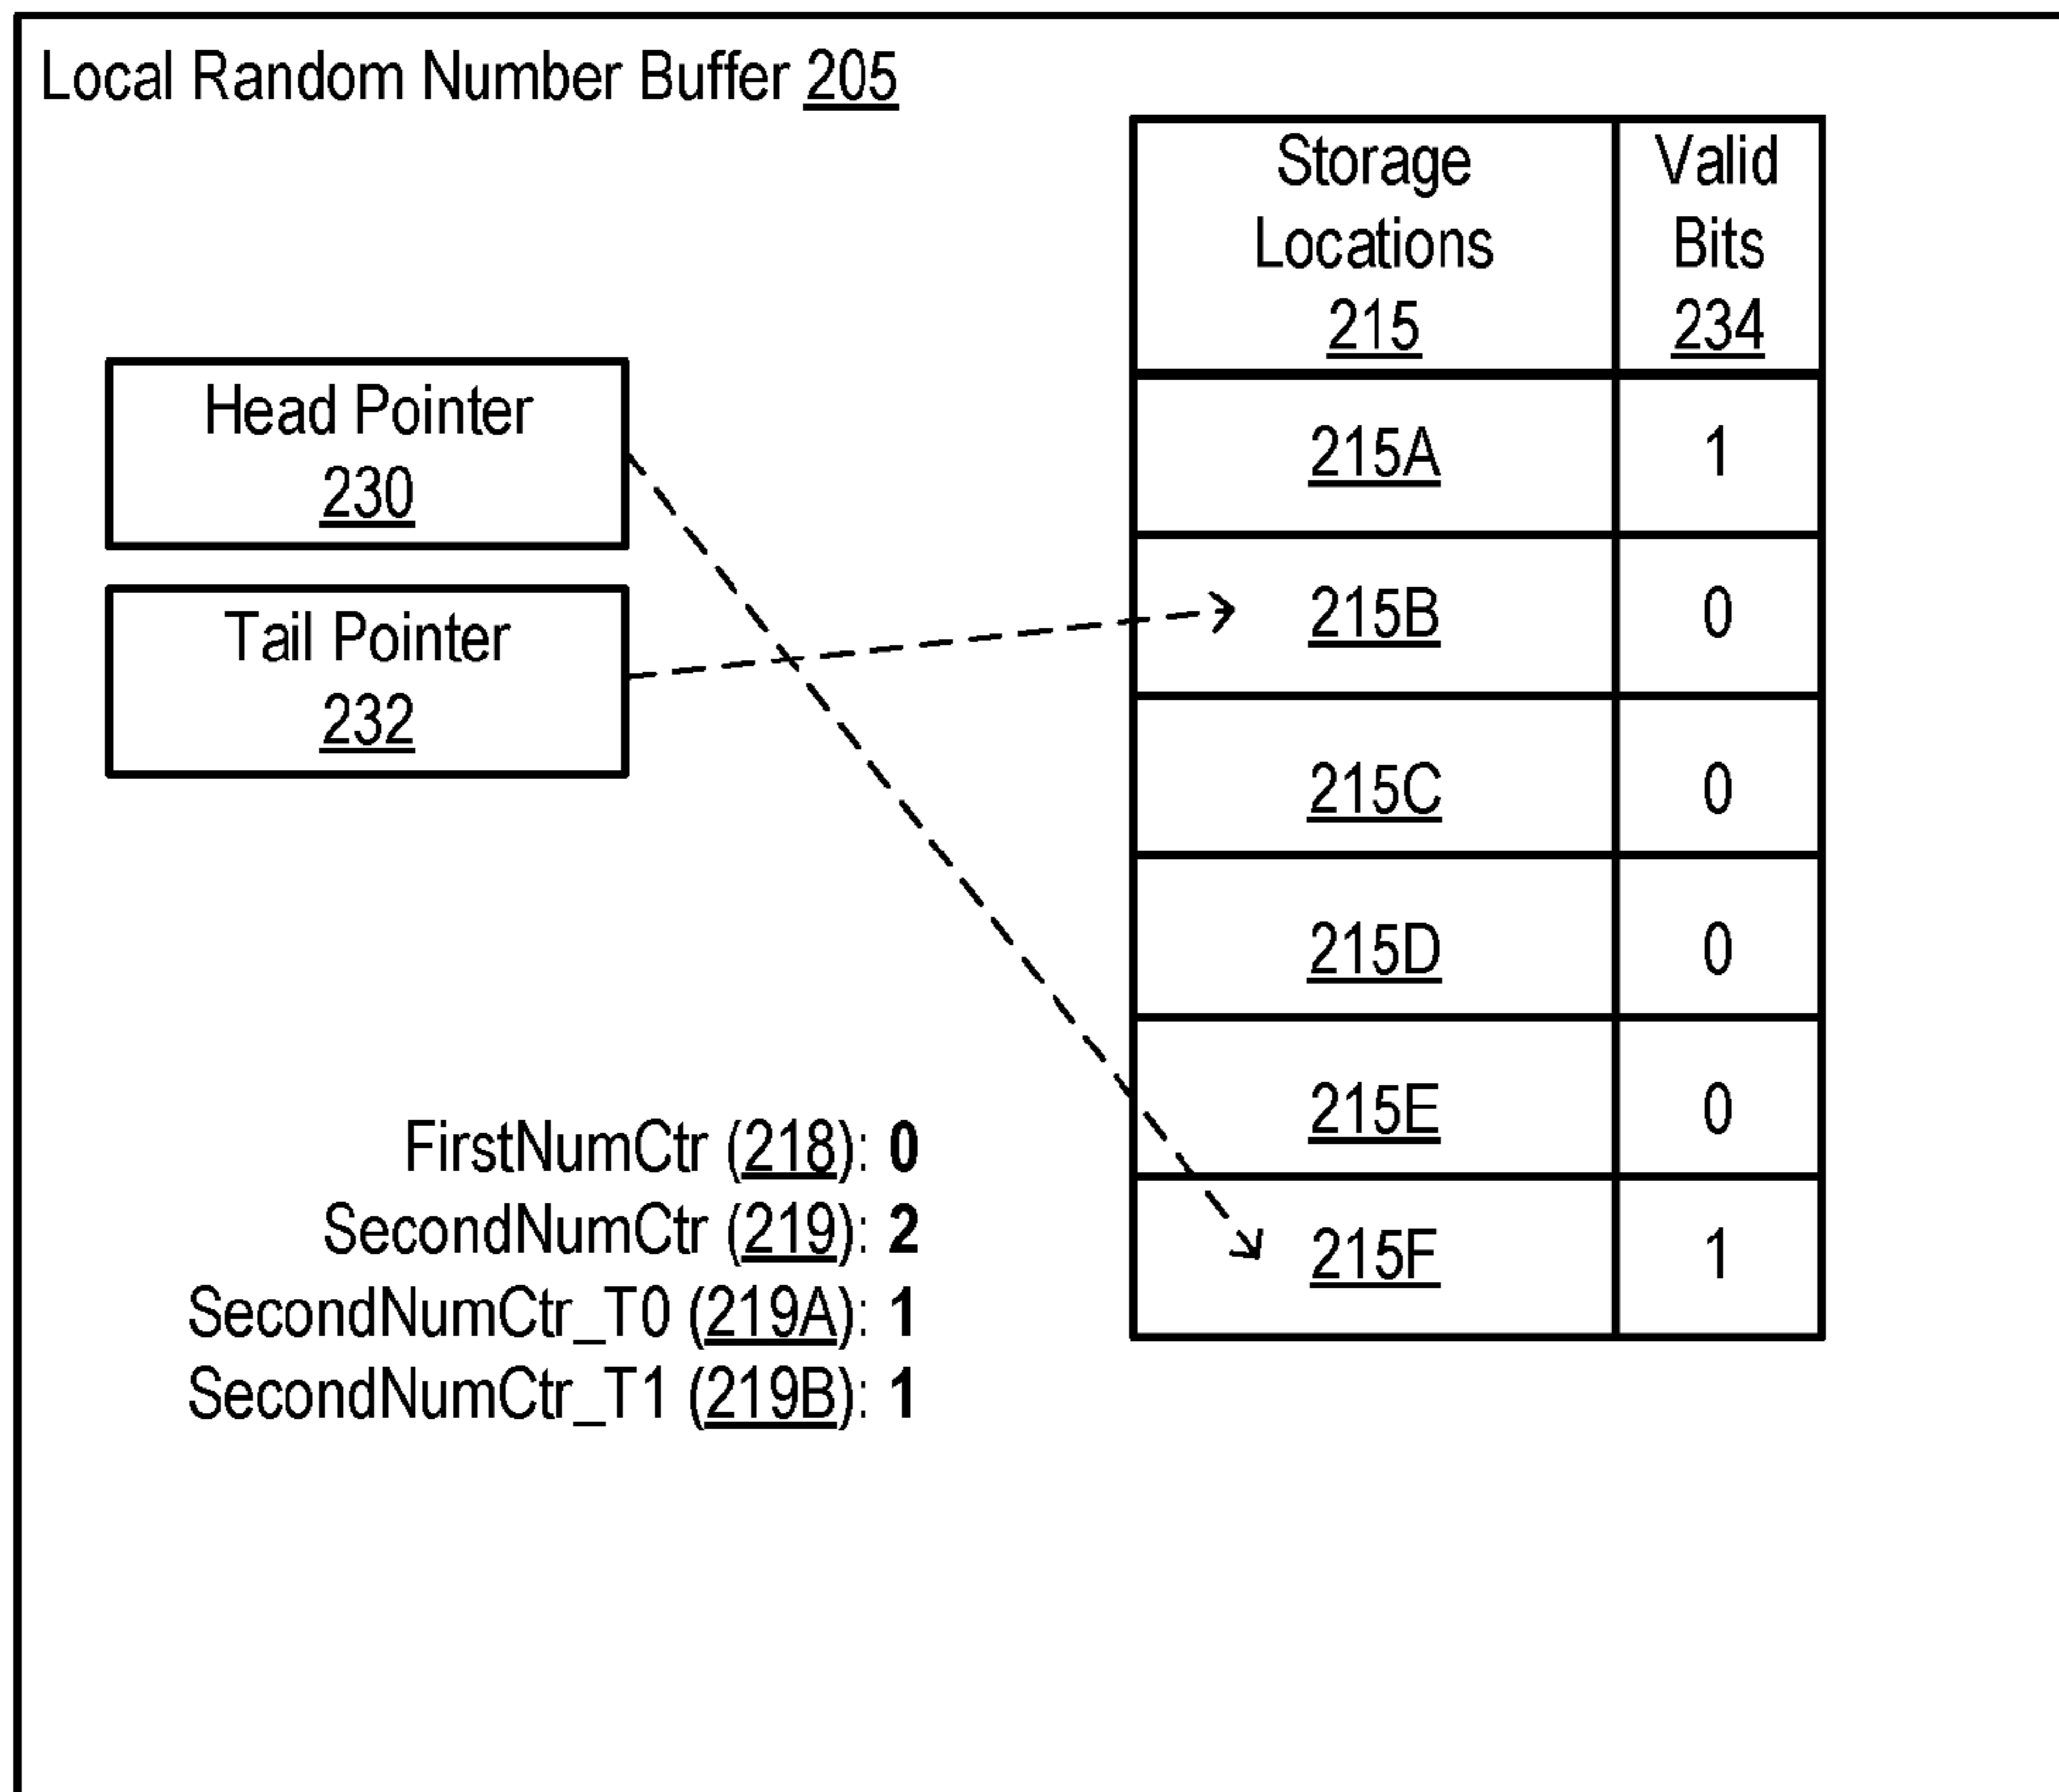 Local Random Number Buffer 205
Storage
Locations
215
Valid
Bits
234
Head Pointer
230
Tail Pointer
232
215A 1
215B 0
215C 0
215D 0
215E 0
215F 1
FirstNumCtr (218): 0
SecondNumCtr (219): 2
SecondNumCtr_T0 (219A): 1
SecondNumCtr_T1 (219B): 1